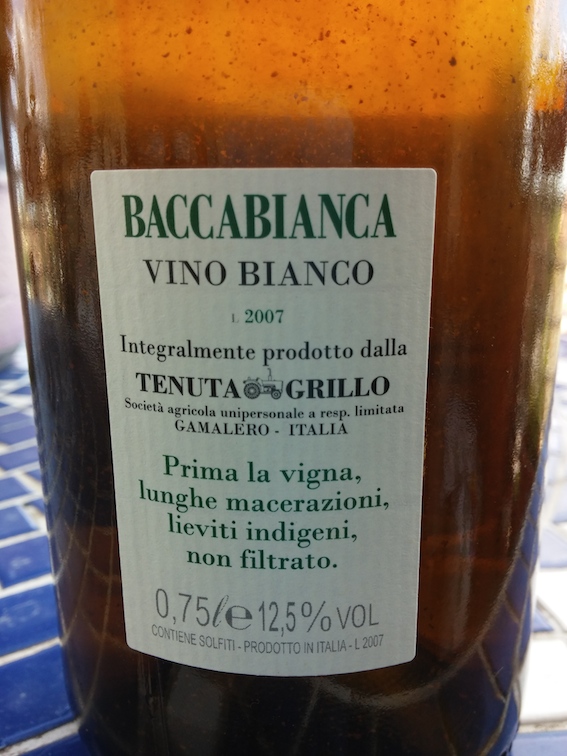 BACCABIANCA
VINO BIANCO
L 2007
Integralmente prodotto dalla
TENUTA GRILLO
Società agricola unipersonale a resp. limitata
GAMALERO - ITALIA
Prima la vigna,
lunghe macerazioni,
lieviti indigeni,
non filtrato.
0,75 l e 12,5% VOL
CONTIENE SOLFITI - PRODOTTO IN ITALIA - L 2007